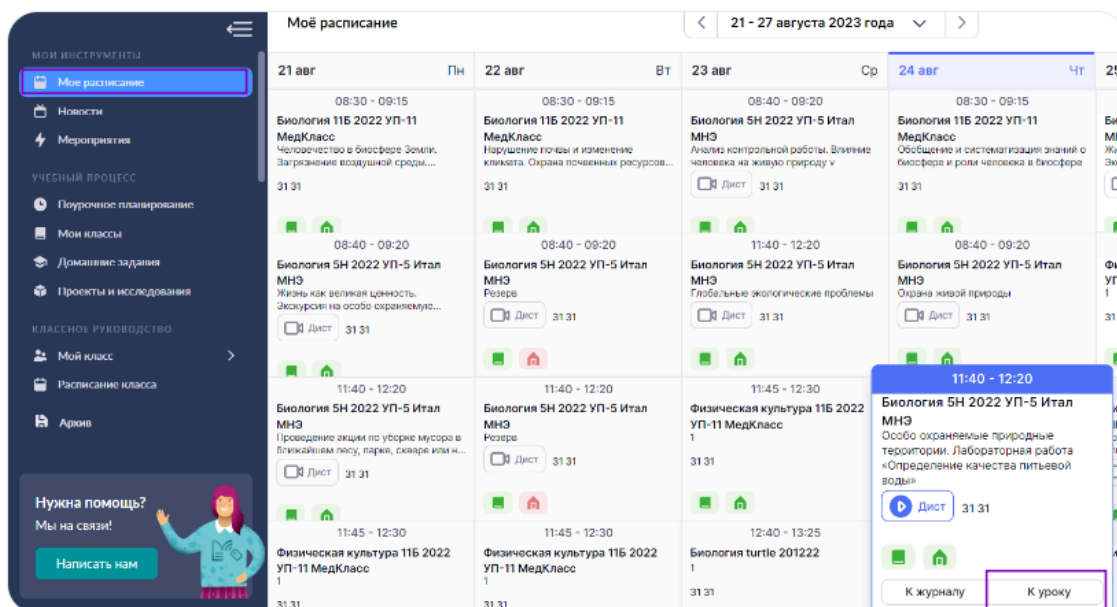 МОИ ИНСТРУМЕНТЫ
Мое расписание
Новости
Мероприятия
УЧЕБНЫЙ ПРОЦЕСС
Поурочное планирование
Мои классы
Домашние задания
Проекты и исследования
КЛАССНОЕ РУКОВОДСТВО
Мой класс
Расписание класса
Архив
Нужна помощь?
Мы на связи!
Написать нам
Моё расписание
21 - 27 августа 2023 года
21 авг Пн
08:30 - 09:15
Биология 11Б 2022 УП-11
МедКласс
Человечество в биосфере Земли.
Загрязнение воздушной среды....
31 31
08:40 - 09:20
Биология 5Н 2022 УП-5 Итал
МНЭ
Жизнь как великая ценность.
Экскурсия на особо охраняемую...
Дист 31 31
11:40 - 12:20
Биология 5Н 2022 УП-5 Итал
МНЭ
Проведение акции по уборке мусора в
ближайшем лесу, парке, сквере или н...
Дист 31 31
11:45 - 12:30
Физическая культура 11Б 2022
УП-11 МедКласс
1
31 31
22 авг Вт
08:30 - 09:15
Биология 11Б 2022 УП-11
МедКласс
Нарушение почвы и изменение
климата. Охрана почвенных ресурсов...
31 31
08:40 - 09:20
Биология 5Н 2022 УП-5 Итал
МНЭ
Резерв
Дист 31 31
11:40 - 12:20
Биология 5Н 2022 УП-5 Итал
МНЭ
Резерв
Дист 31 31
11:45 - 12:30
Физическая культура 11Б 2022
УП-11 МедКласс
1
31 31
23 авг Ср
08:40 - 09:20
Биология 5Н 2022 УП-5 Итал
МНЭ
Анализ контрольной работы. Влияние
человека на живую природу v
Дист 31 31
11:40 - 12:20
Биология 5Н 2022 УП-5 Итал
МНЭ
Глобальные экологические проблемы
Дист 31 31
11:45 - 12:30
Физическая культура 11Б 2022
УП-11 МедКласс
1
31 31
12:40 - 13:25
Биология turtle 201222
1
31 31
24 авг Чт
08:30 - 09:15
Биология 11Б 2022 УП-11
МедКласс
Обобщение и систематизация знаний о
биосфере и роли человека в биосфере
31 31
08:40 - 09:20
Биология 5Н 2022 УП-5 Итал
МНЭ
Охрана живой природы
Дист 31 31
11:40 - 12:20
Биология 5Н 2022 УП-5 Итал
МНЭ
Особо охраняемые природные
территории. Лабораторная работа
«Определение качества питьевой
воды»
Дист 31 31
К журналу К уроку